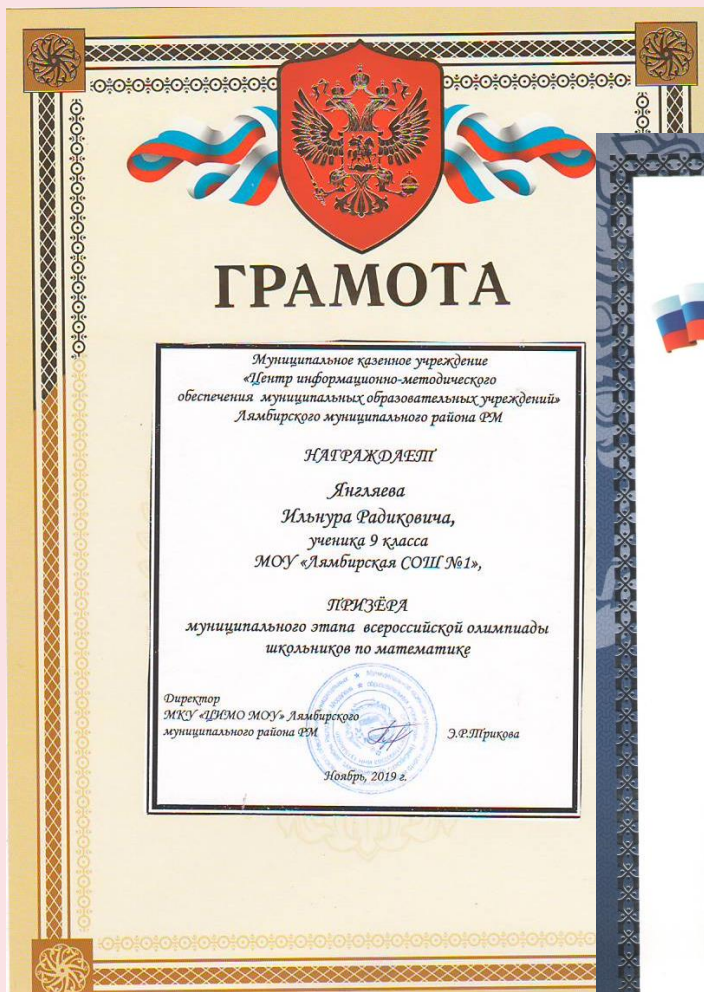 ГРАМОТА
Муниципальное казенное учреждение
«Центр информационно-методического
обеспечения муниципальных образовательных учреждений»
Лямбирского муниципального района РМ
НАГРАЖДАЕТ
Янгляева
Ильнура Радиковича,
ученика 9 класса
МОУ «Лямбирская СОШ №1»,
ПРИЗЁРА
муниципального этапа всероссийской олимпиады
школьников по математике
Директор
МКУ «ЦИМО МОУ» Лямбирского
муниципального района РМ
Э.Р.Трикова
Ноябрь, 2019 г.